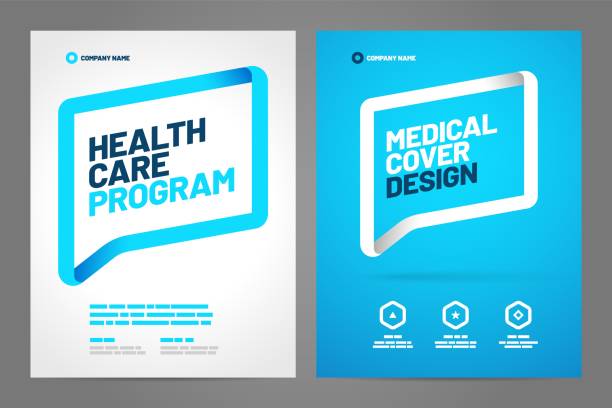 COMPANY NAME
HEALTH
CARE
PROGRAM
COMPANY NAME
MEDICAL
COVER
DESIGN